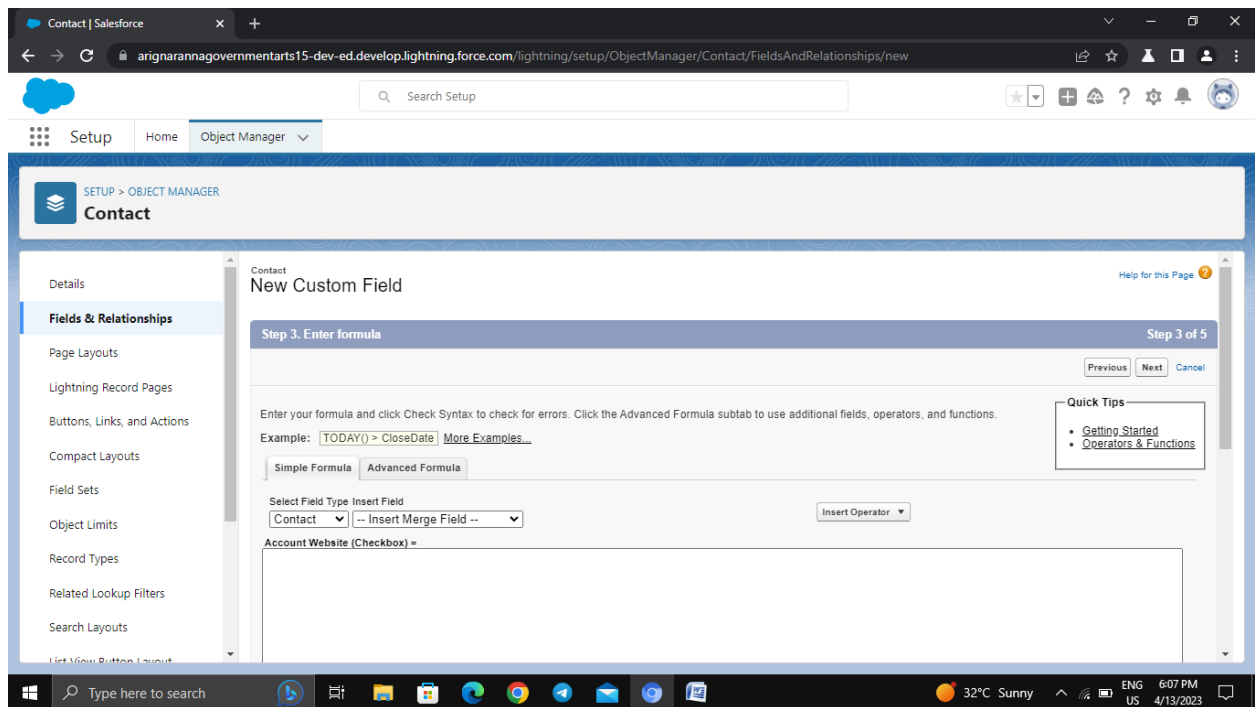 Contact | Salesforce
arignarannagovernmentarts15-dev-ed.develop.lightning.force.com/lightning/setup/ObjectManager/Contact/FieldsAndRelationships/new
Search Setup
Setup Home Object Manager
SETUP > OBJECT MANAGER
Contact
Details
Fields & Relationships
Page Layouts
Lightning Record Pages
Buttons, Links, and Actions
Compact Layouts
Field Sets
Object Limits
Record Types
Related Lookup Filters
Search Layouts
List View Button Layout
Contact
New Custom Field
Help for this Page
Step 3. Enter formula Step 3 of 5
Previous Next Cancel
Enter your formula and click Check Syntax to check for errors. Click the Advanced Formula subtab to use additional fields, operators, and functions.
Example: TODAY() > CloseDate More Examples...
Quick Tips
Getting Started
Operators & Functions
Simple Formula Advanced Formula
Select Field Type Insert Field
Contact -- Insert Merge Field -- Insert Operator
Account Website (Checkbox) =
Type here to search
32°C Sunny
ENG
US
6:07 PM
4/13/2023